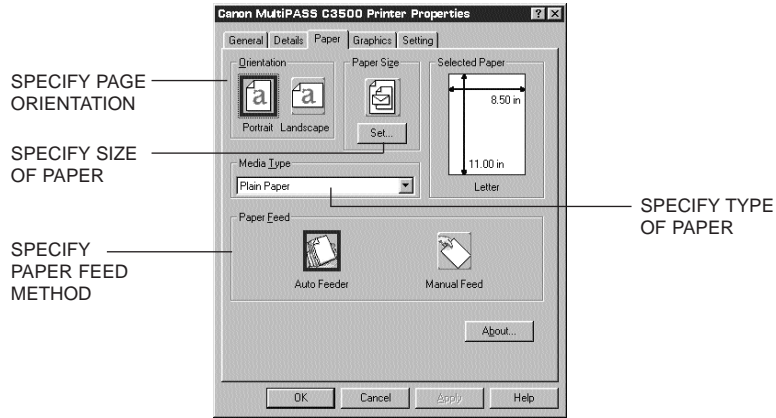 Canon MultiPASS C3500 Printer Properties
General Details Paper Graphics Setting
Orientation
Portrait Landscape
Paper Size
Set...
Selected Paper
8.50 in
11.00 in
Letter
Media Type
Plain Paper
Paper Feed
Auto Feeder
Manual Feed
About...
OK Cancel Apply Help
SPECIFY PAGE
ORIENTATION
SPECIFY SIZE
OF PAPER
SPECIFY
PAPER FEED
METHOD
SPECIFY TYPE
OF PAPER